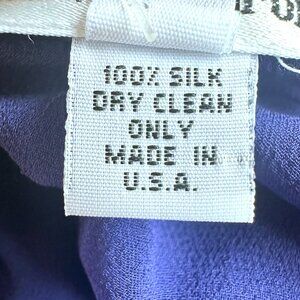 100% SILK
DRY CLEAN
ONLY
MADE IN
U.S.A.